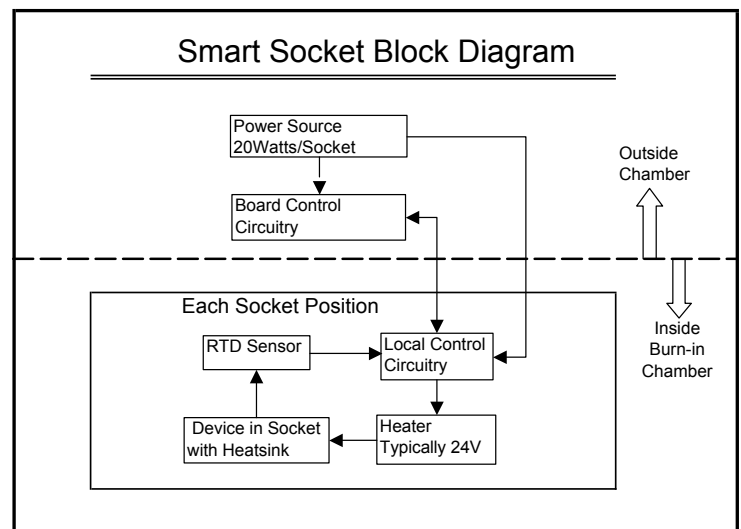 Smart Socket Block Diagram
Power Source
20Watts/Socket
Board Control
Circuitry
Outside
Chamber
Inside
Burn-in
Chamber
Each Socket Position
RTD Sensor
Local Control
Circuitry
Device in Socket
with Heatsink
Heater
Typically 24V